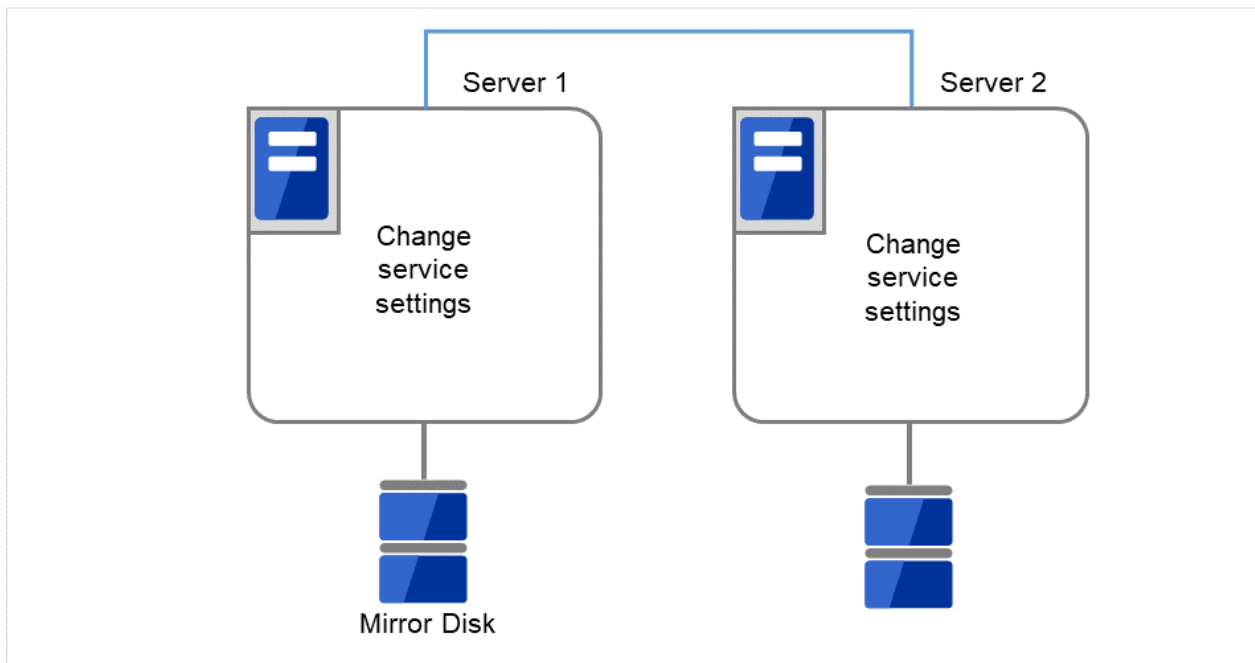 Server 1
Server 2
Change
service
settings
Change
service
settings
Mirror Disk